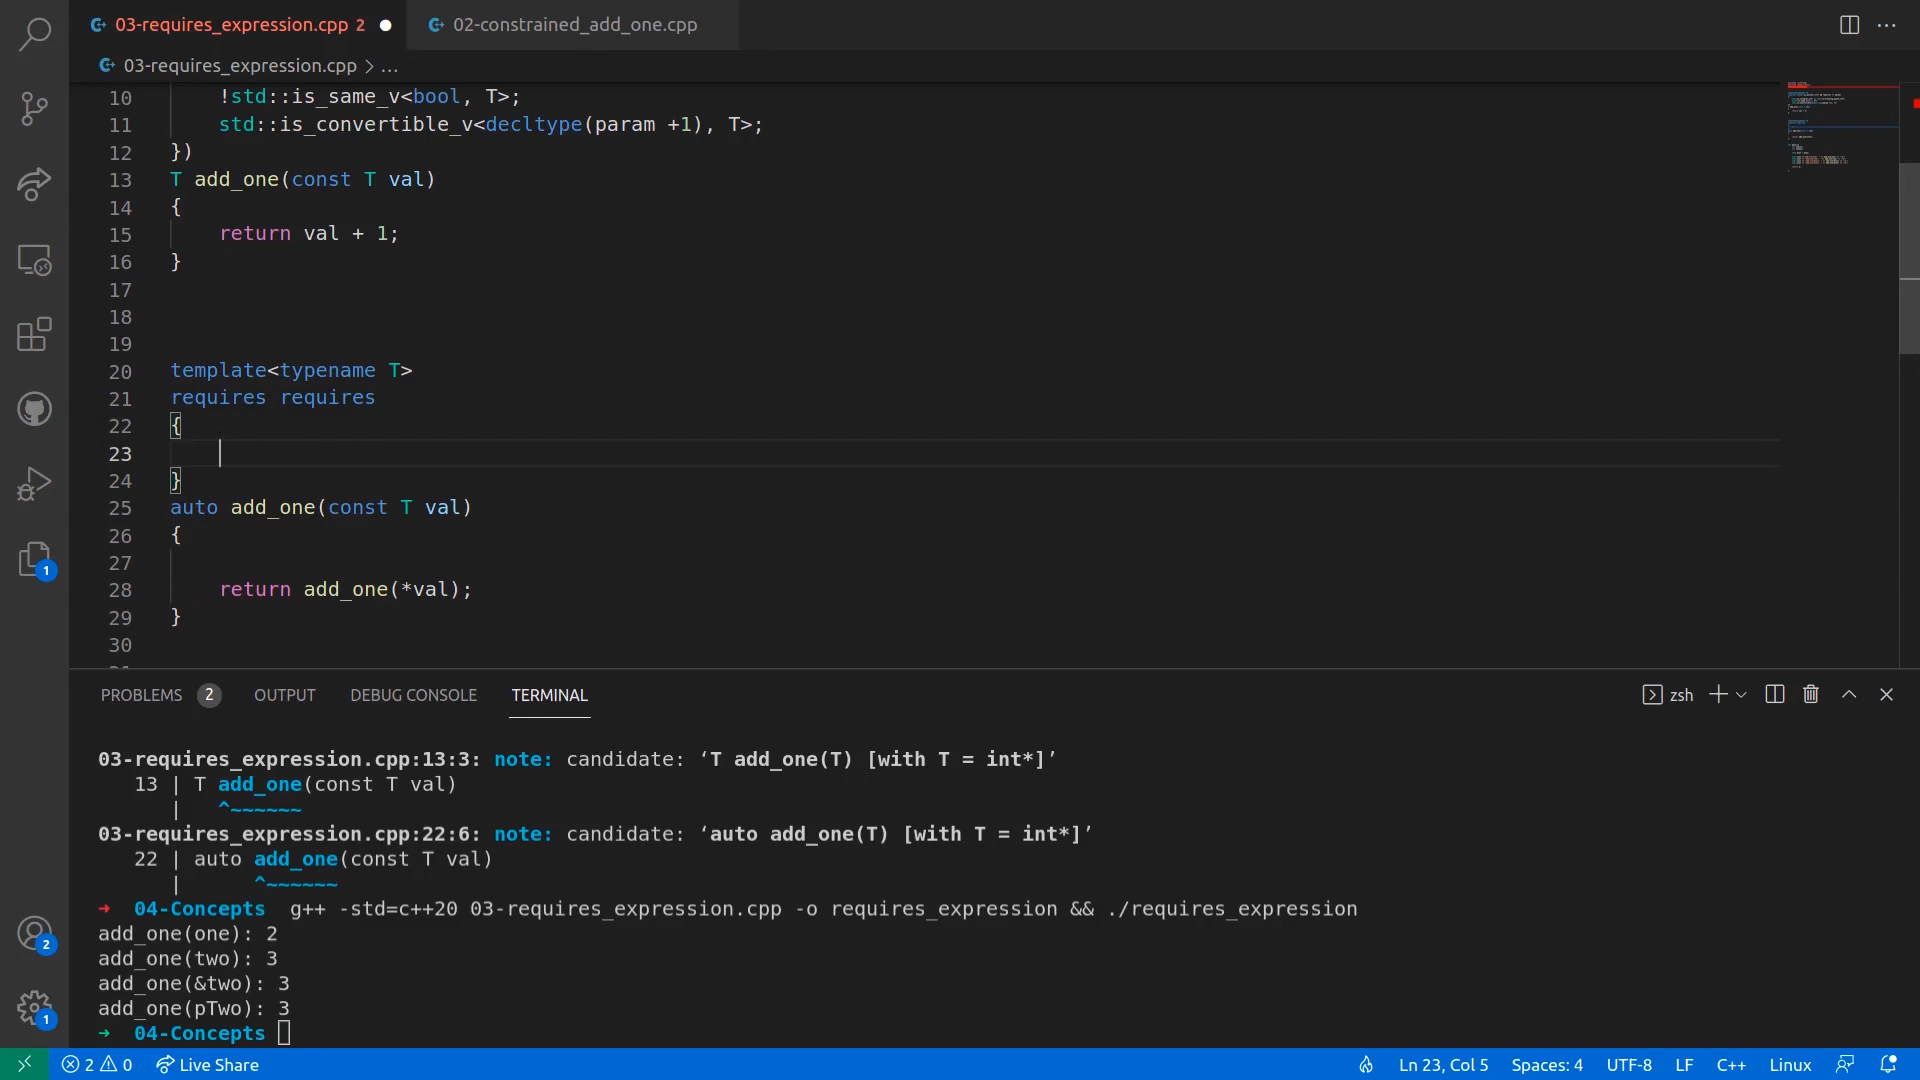 03-requires_expression.cpp 2
02-constrained_add_one.cpp
03-requires_expression.cpp > ...
10 !std::is_same_v<bool, T>;
11 std::is_convertible_v<decltype(param +1), T>;
12 })
13 T add_one(const T val)
14 {
15 return val + 1;
16 }
17
18
19
20 template<typename T>
21 requires requires
22 {
23
24 }
25 auto add_one(const T val)
26 {
27
28 return add_one(*val);
29 }
30
PROBLEMS 2 OUTPUT DEBUG CONSOLE TERMINAL zsh
03-requires_expression.cpp:13:3: note: candidate: ‘T add_one(T) [with T = int*]’
13 | T add_one(const T val)
| ^~~~~~~
03-requires_expression.cpp:22:6: note: candidate: ‘auto add_one(T) [with T = int*]’
22 | auto add_one(const T val)
| ^~~~~~~
➜ 04-Concepts g++ -std=c++20 03-requires_expression.cpp -o requires_expression && ./requires_expression
add_one(one): 2
add_one(two): 3
add_one(&two): 3
add_one(pTwo): 3
➜ 04-Concepts
1
2
1
2 0 Live Share Ln 23, Col 5 Spaces: 4 UTF-8 LF C++ Linux